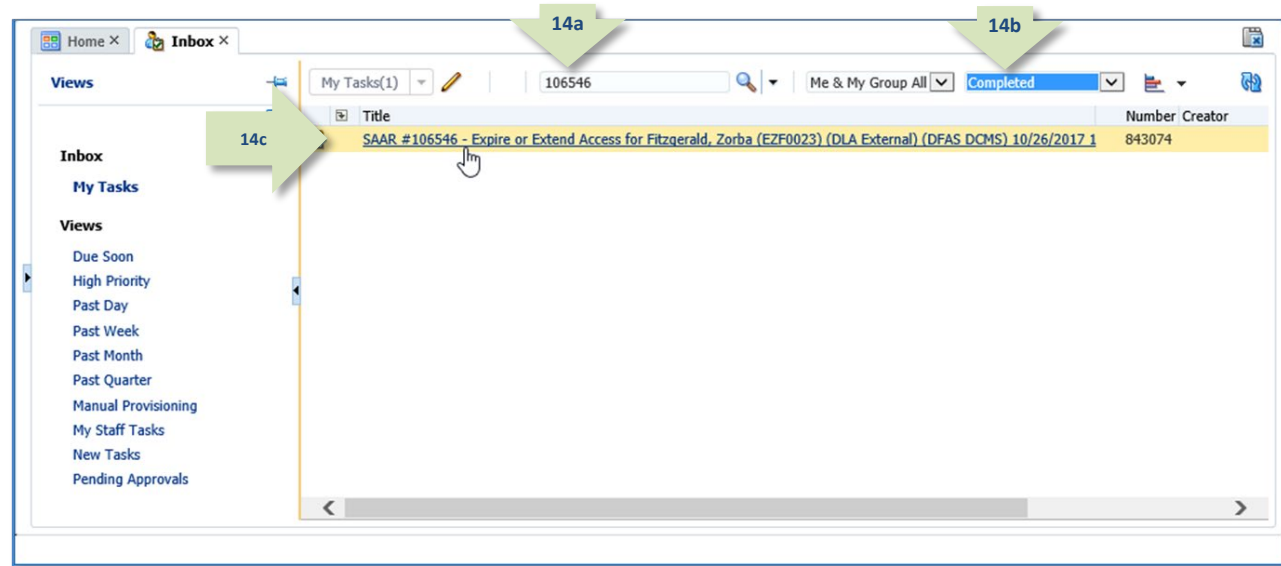 14a
14b
Home
Inbox
Views
My Tasks(1)
106546
Me & My Group All
Completed
Title
Number
Creator
14c
SAAR #106546 - Expire or Extend Access for Fitzgerald, Zorba (EZF0023) (DLA External) (DFAS DCMS) 10/26/2017 1
843074
Inbox
My Tasks
Views
Due Soon
High Priority
Past Day
Past Week
Past Month
Past Quarter
Manual Provisioning
My Staff Tasks
New Tasks
Pending Approvals